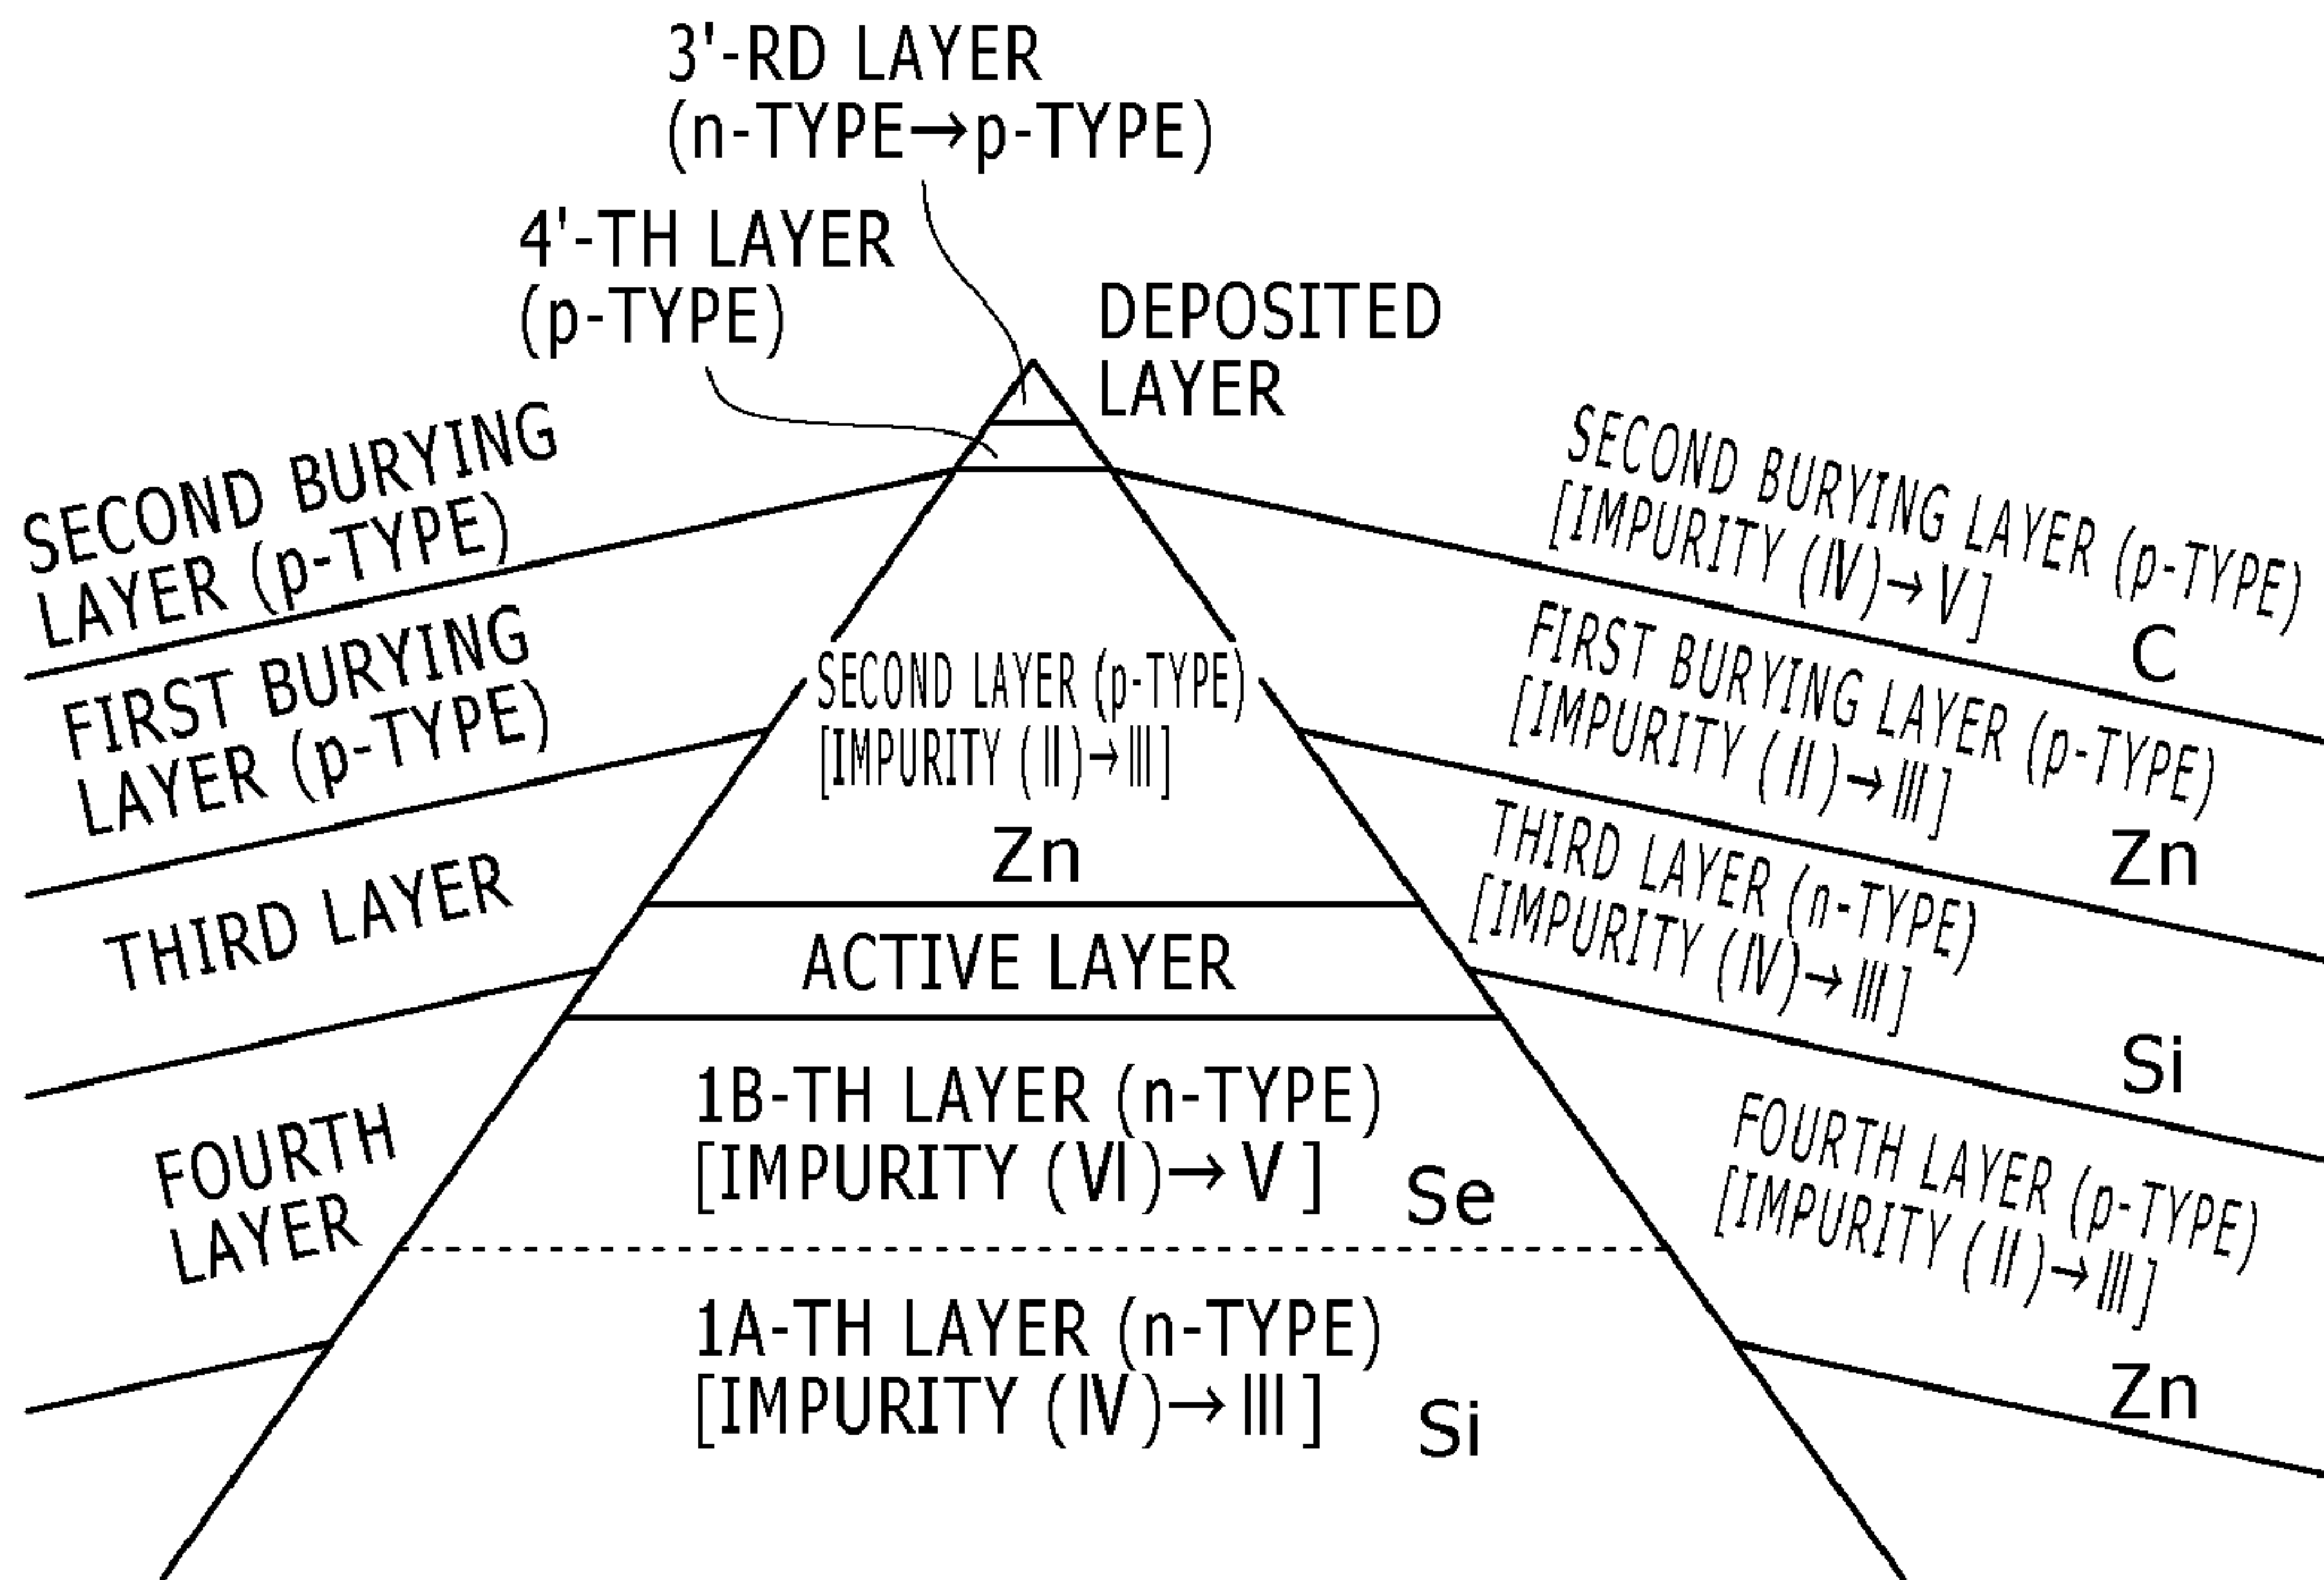 3'-RD LAYER
(n-TYPE→p-TYPE)
4'-TH LAYER
(p-TYPE)
DEPOSITED
LAYER
SECOND BURYING
LAYER (p-TYPE)
FIRST BURYING
LAYER (p-TYPE)
THIRD LAYER
FOURTH
LAYER
SECOND LAYER (p-TYPE)
[IMPURITY (II)→III]
Zn
ACTIVE LAYER
1B-TH LAYER (n-TYPE)
[IMPURITY (VI)→V]
Se
1A-TH LAYER (n-TYPE)
[IMPURITY (IV)→III]
Si
SECOND BURYING LAYER (p-TYPE)
[IMPURITY (IV)→V]
C
FIRST BURYING LAYER (p-TYPE)
[IMPURITY (II)→III]
Zn
THIRD LAYER (n-TYPE)
[IMPURITY (IV)→III]
Si
FOURTH LAYER (p-TYPE)
[IMPURITY (II)→III]
Zn